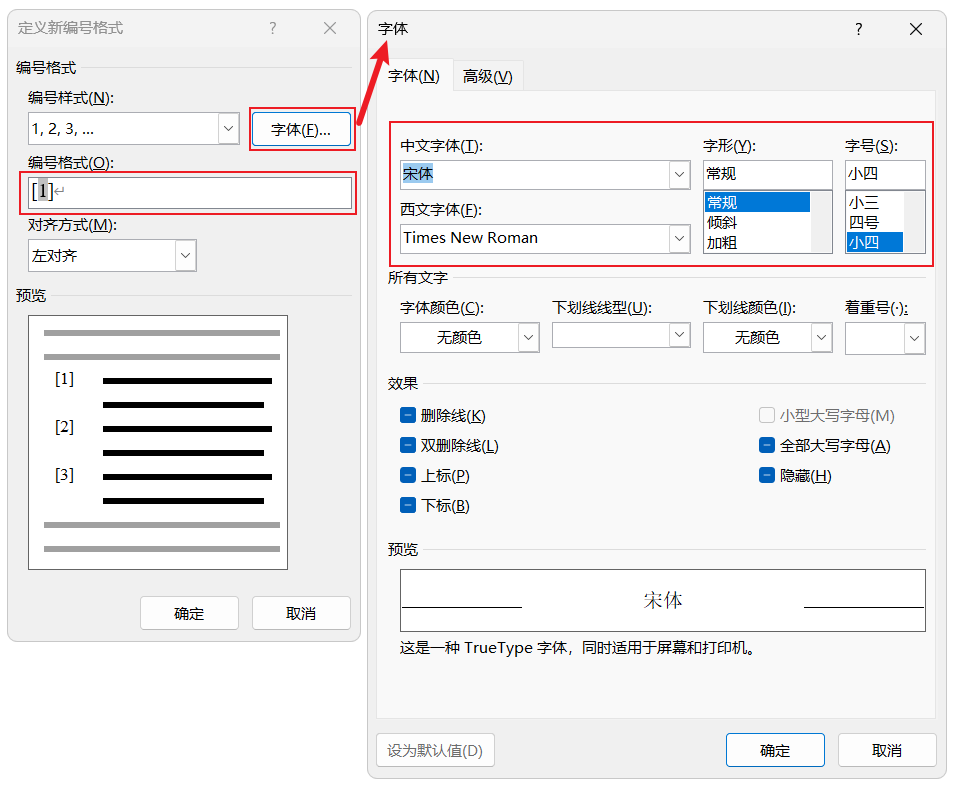 定义新编号格式
?
编号格式
编号样式(N):
1, 2, 3, ...
字体(F)...
编号格式(O):
[1]↵
对齐方式(M):
左对齐
预览
[1]
[2]
[3]
确定
取消
字体
?
字体(N)
高级(V)
中文字体(T):
字形(Y):
字号(S):
宋体
常规
小四
常规
小三
西文字体(F):
倾斜
四号
Times New Roman
加粗
小四
所有文字
字体颜色(C):
下划线线型(U):
下划线颜色(I):
着重号(·):
无颜色
无颜色
效果
删除线(K)
小型大写字母(M)
双删除线(L)
全部大写字母(A)
上标(P)
隐藏(H)
下标(B)
预览
宋体
这是一种 TrueType 字体，同时适用于屏幕和打印机。
设为默认值(D)
确定
取消